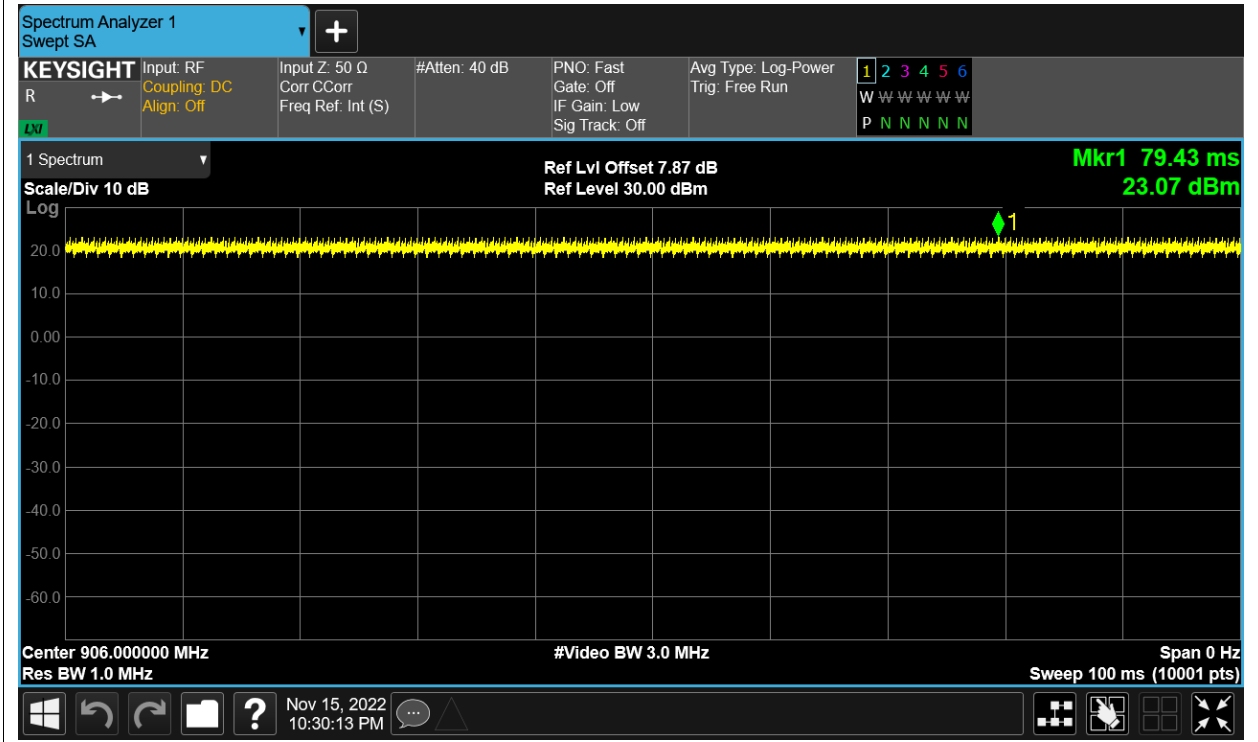 Spectrum Analyzer 1
Swept SA
+
KEYSIGHT
R
LXI
Input: RF
Coupling: DC
Align: Off
Input Z: 50 Ω
Corr CCorr
Freq Ref: Int (S)
#Atten: 40 dB
PNO: Fast
Gate: Off
IF Gain: Low
Sig Track: Off
Avg Type: Log-Power
Trig: Free Run
1 2 3 4 5 6
W W W W W W
P N N N N N
1 Spectrum
Scale/Div 10 dB
Log
Ref Lvl Offset 7.87 dB
Ref Level 30.00 dBm
Mkr1 79.43 ms
23.07 dBm
1
20.0
10.0
0.00
-10.0
-20.0
-30.0
-40.0
-50.0
-60.0
Center 906.000000 MHz
Res BW 1.0 MHz
#Video BW 3.0 MHz
Span 0 Hz
Sweep 100 ms (10001 pts)
?
Nov 15, 2022
10:30:13 PM